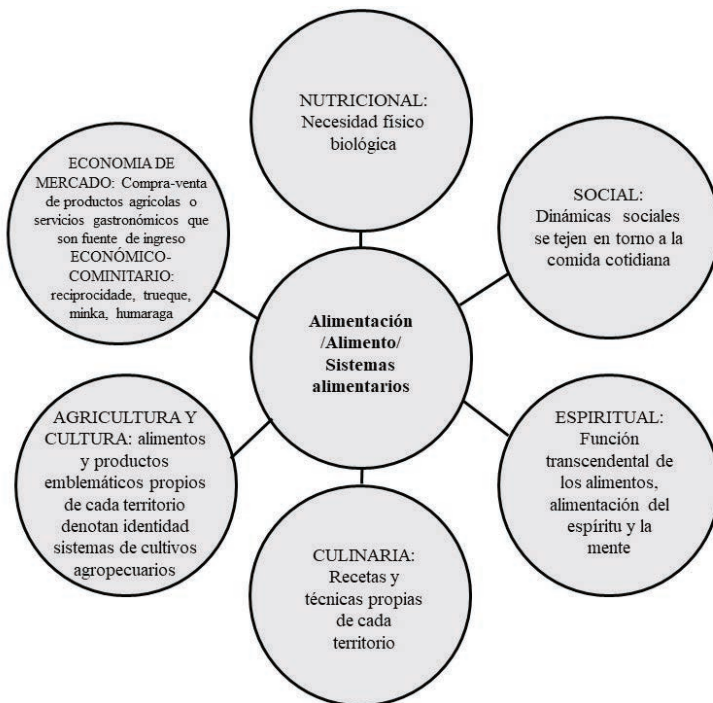 NUTRICIONAL:
Necesidad físico
biológica
ECONOMIA DE
MERCADO: Compra-venta
de productos agrícolas o
servicios gastronómicos que
son fuente de ingreso
ECONÓMICO-
COMINITARIO:
reciprocidade, trueque,
minka, humaraga
SOCIAL:
Dinámicas sociales
se tejen en torno a la
comida cotidiana
Alimentación
/Alimento/
Sistemas
alimentarios
AGRICULTURA Y
CULTURA: alimentos
y productos
emblemáticos propios
de cada territorio
denotan identidad
sistemas de cultivos
agropecuarios
ESPIRITUAL:
Función
transcendental de
los alimentos,
alimentación del
espíritu y la
mente
CULINARIA:
Recetas y
técnicas propias
de cada
territorio